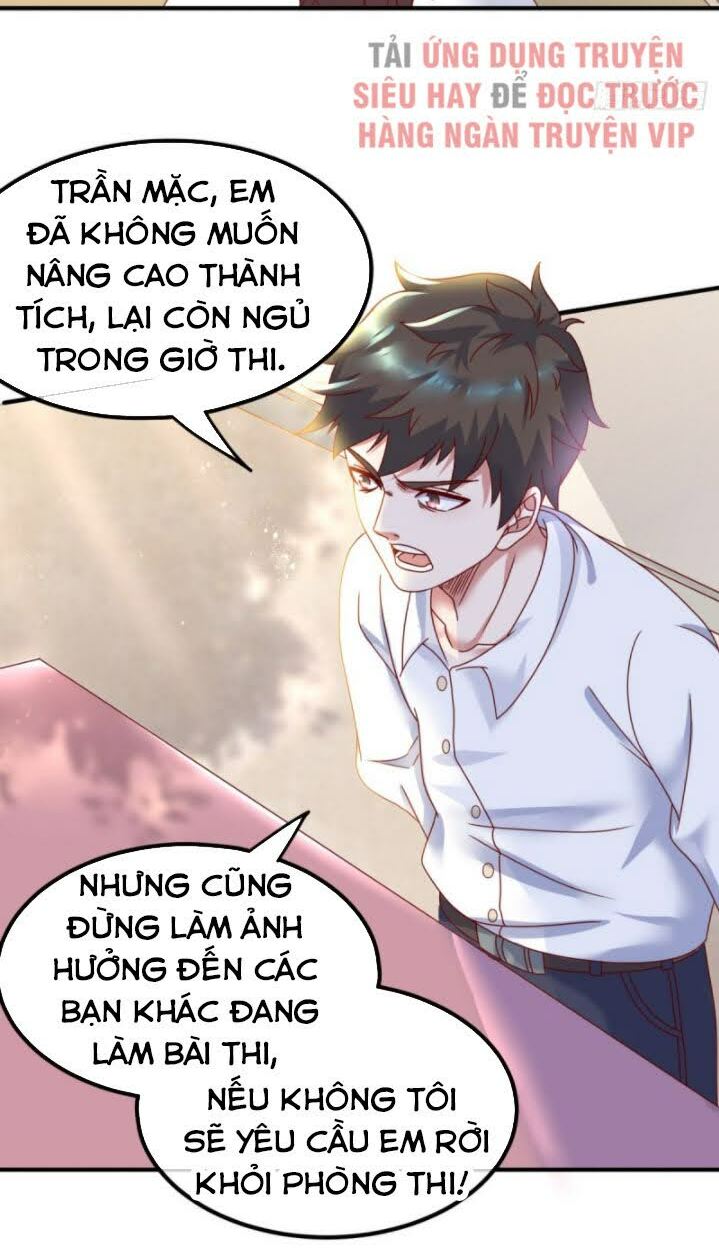 TẢI ỨNG DỤNG TRUYỆN
SIÊU HAY ĐỂ ĐỌC TRƯỚC
HÀNG NGÀN TRUYỆN VIP
TRẦN MẶC, EM
ĐÃ KHÔNG MUỐN
NÂNG CAO THÀNH
TÍCH, LẠI CÒN NGỦ
TRONG GIỜ THI.
NHƯNG CŨNG
ĐỪNG LÀM ẢNH
HƯỞNG ĐẾN CÁC
BẠN KHÁC ĐANG
LÀM BÀI THI,
NẾU KHÔNG TÔI
SẼ YÊU CẦU EM RỜI
KHỎI PHÒNG THI!